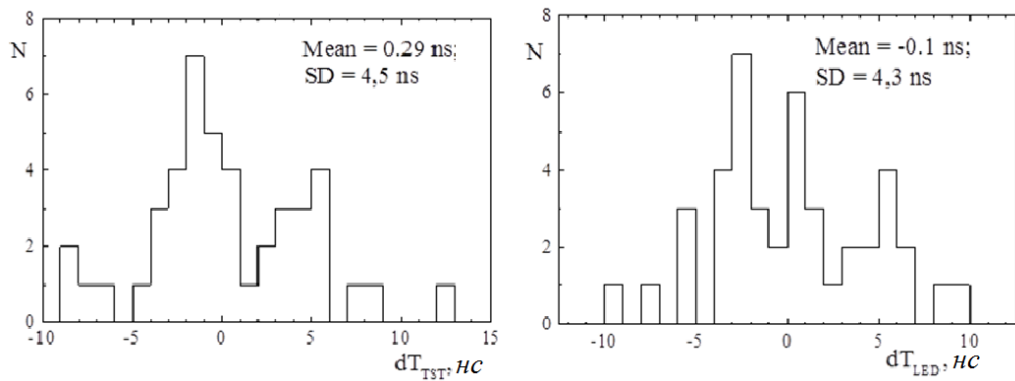 8
N
6
4
2
0
Mean = 0.29 ns;
SD = 4,5 ns
-10 -5 0 5 10 15
dT_TST, нс
8
N
6
4
2
0
Mean = -0.1 ns;
SD = 4,3 ns
-10 -5 0 5 10
dT_LED, нс